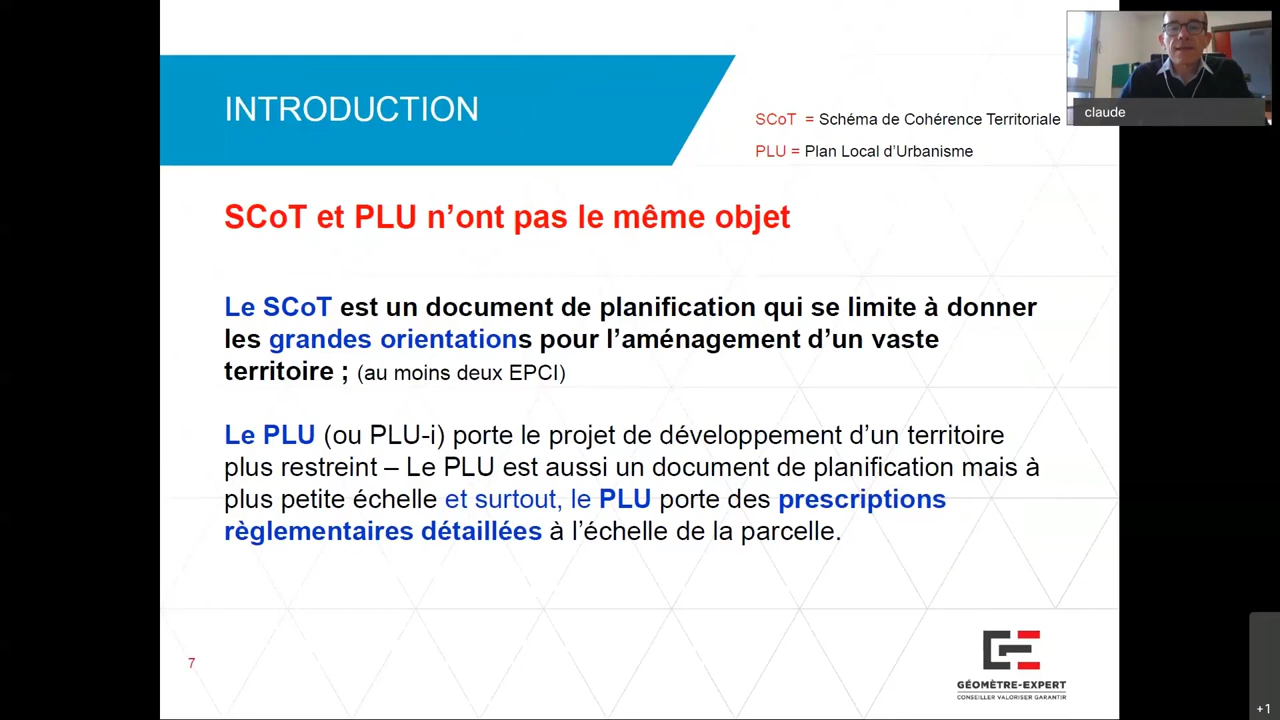 INTRODUCTION
SCoT = Schéma de Cohérence Territoriale
PLU = Plan Local d'Urbanisme
claude
SCoT et PLU n'ont pas le même objet
Le SCoT est un document de planification qui se limite à donner
les grandes orientations pour l'aménagement d'un vaste
territoire ; (au moins deux EPCI)
Le PLU (ou PLU-i) porte le projet de développement d'un territoire
plus restreint – Le PLU est aussi un document de planification mais à
plus petite échelle et surtout, le PLU porte des prescriptions
règlementaires détaillées à l'échelle de la parcelle.
7
GÉOMÈTRE-EXPERT
CONSEILLER VALORISER GARANTIR
+1